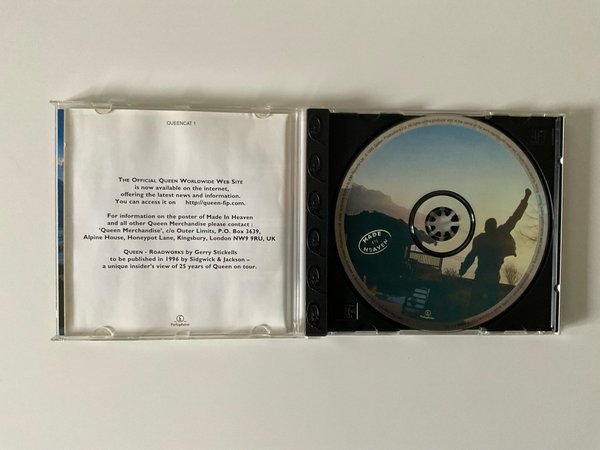 QUEENCAT 1
THE OFFICIAL QUEEN WORLDWIDE WEB SITE
is now available on the internet,
offering the latest news and information.
You can access it on http://queen-fip.com.
For information on the poster of Made In Heaven
and all other Queen Merchandise please contact :
'Queen Merchandise', c/o Outer Limits, P.O. Box 3639,
Alpine House, Honeypot Lane, Kingsbury, London NW9 9RU, UK
QUEEN - ROADWORKS by Gerry Stickells
to be published in 1996 by Sidgwick & Jackson –
a unique insider's view of 25 years of Queen on tour.
Parlophone
MADE
IN
HEAVEN
Parlophone